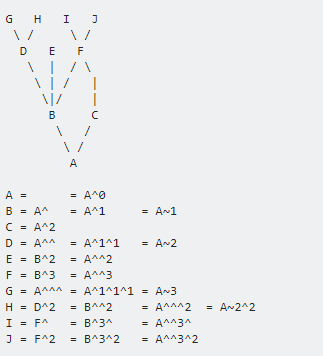 G   H   I   J
 \ /     \ /
  D   E   F
   \  |  / \
    \ | /   |
     \|/    |
      B     C
       \   /
        \ /
         A
A =      = A^0
B = A^   = A^1     = A~1
C = A^2
D = A^^  = A^1^1   = A~2
E = B^2  = A^^2
F = B^3  = A^^3
G = A^^^ = A^1^1^1 = A~3
H = D^2  = B^^2    = A^^^2  = A~2^2
I = F^   = B^3^    = A^^3^
J = F^2  = B^3^2   = A^^3^2